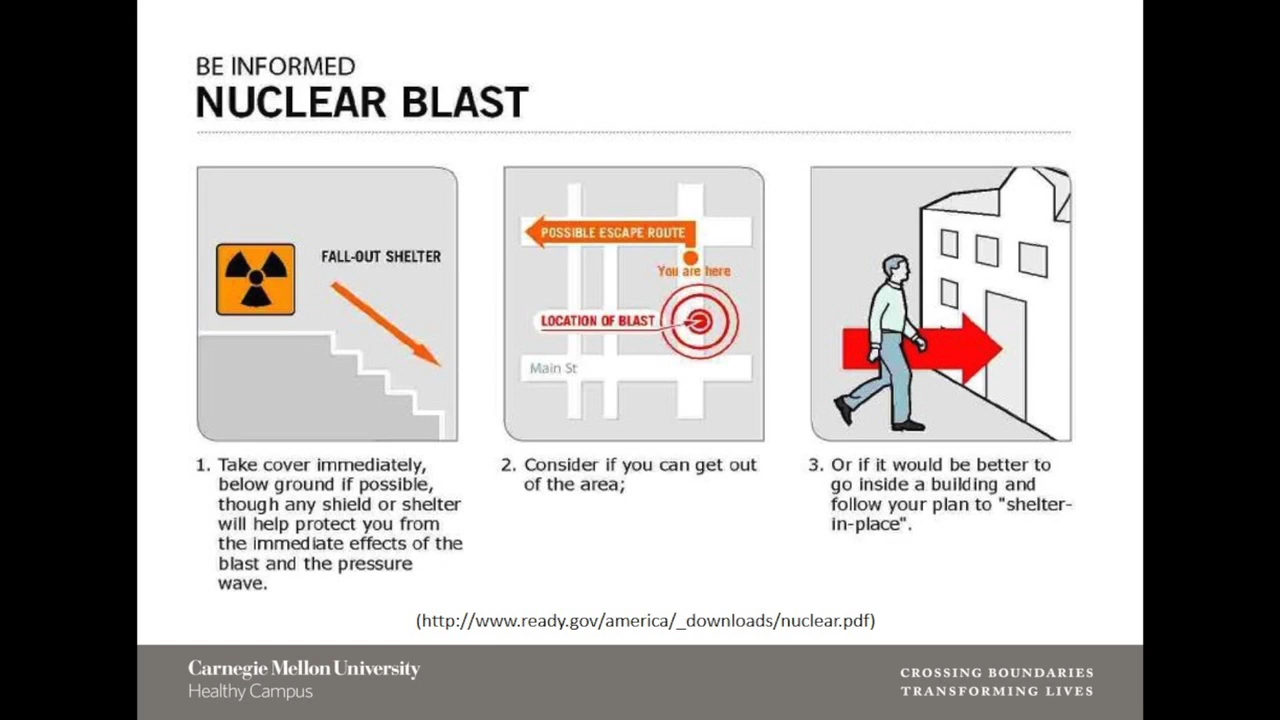 BE INFORMED
NUCLEAR BLAST
FALL-OUT SHELTER
POSSIBLE ESCAPE ROUTE
You are here
LOCATION OF BLAST
Main St
1. Take cover immediately,
below ground if possible,
though any shield or shelter
will help protect you from
the immediate effects of the
blast and the pressure
wave.
2. Consider if you can get out
of the area;
3. Or if it would be better to
go inside a building and
follow your plan to "shelter-
in-place".
(http://www.ready.gov/america/_downloads/nuclear.pdf)
Carnegie Mellon University
Healthy Campus
CROSSING BOUNDARIES
TRANSFORMING LIVES